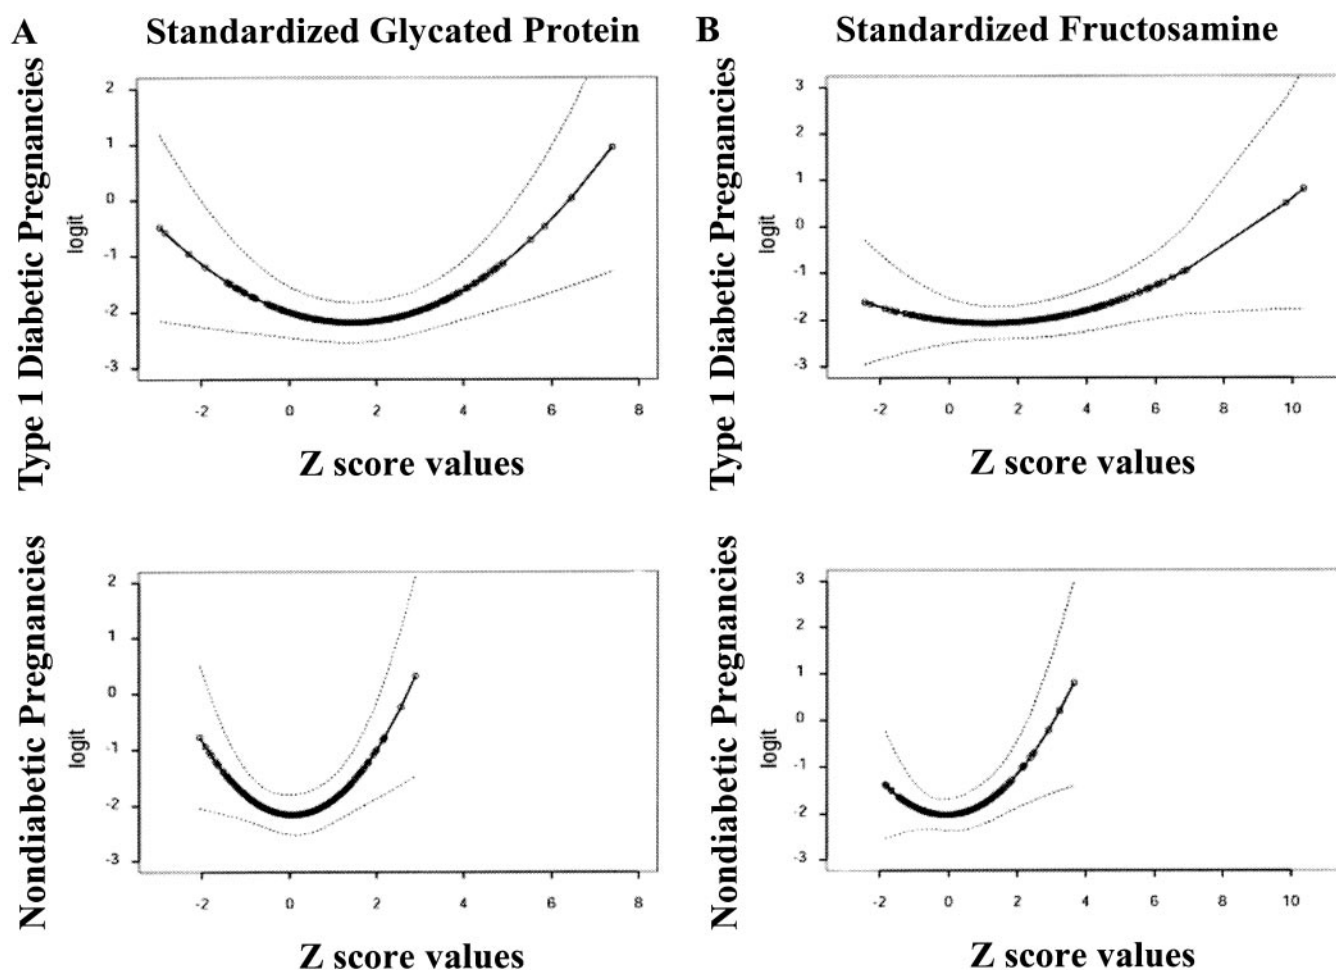 A
Standardized Glycated Protein
B
Standardized Fructosamine
Type 1 Diabetic Pregnancies
logit
2
1
0
-1
-2
-3
-2 0 2 4 6 8
Z score values
Type 1 Diabetic Pregnancies
logit
3
2
1
0
-1
-2
-3
-2 0 2 4 6 8 10
Z score values
Nondiabetic Pregnancies
logit
2
1
0
-1
-2
-3
-2 0 2 4 6 8
Z score values
Nondiabetic Pregnancies
logit
3
2
1
0
-1
-2
-3
-2 0 2 4 6 8 10
Z score values